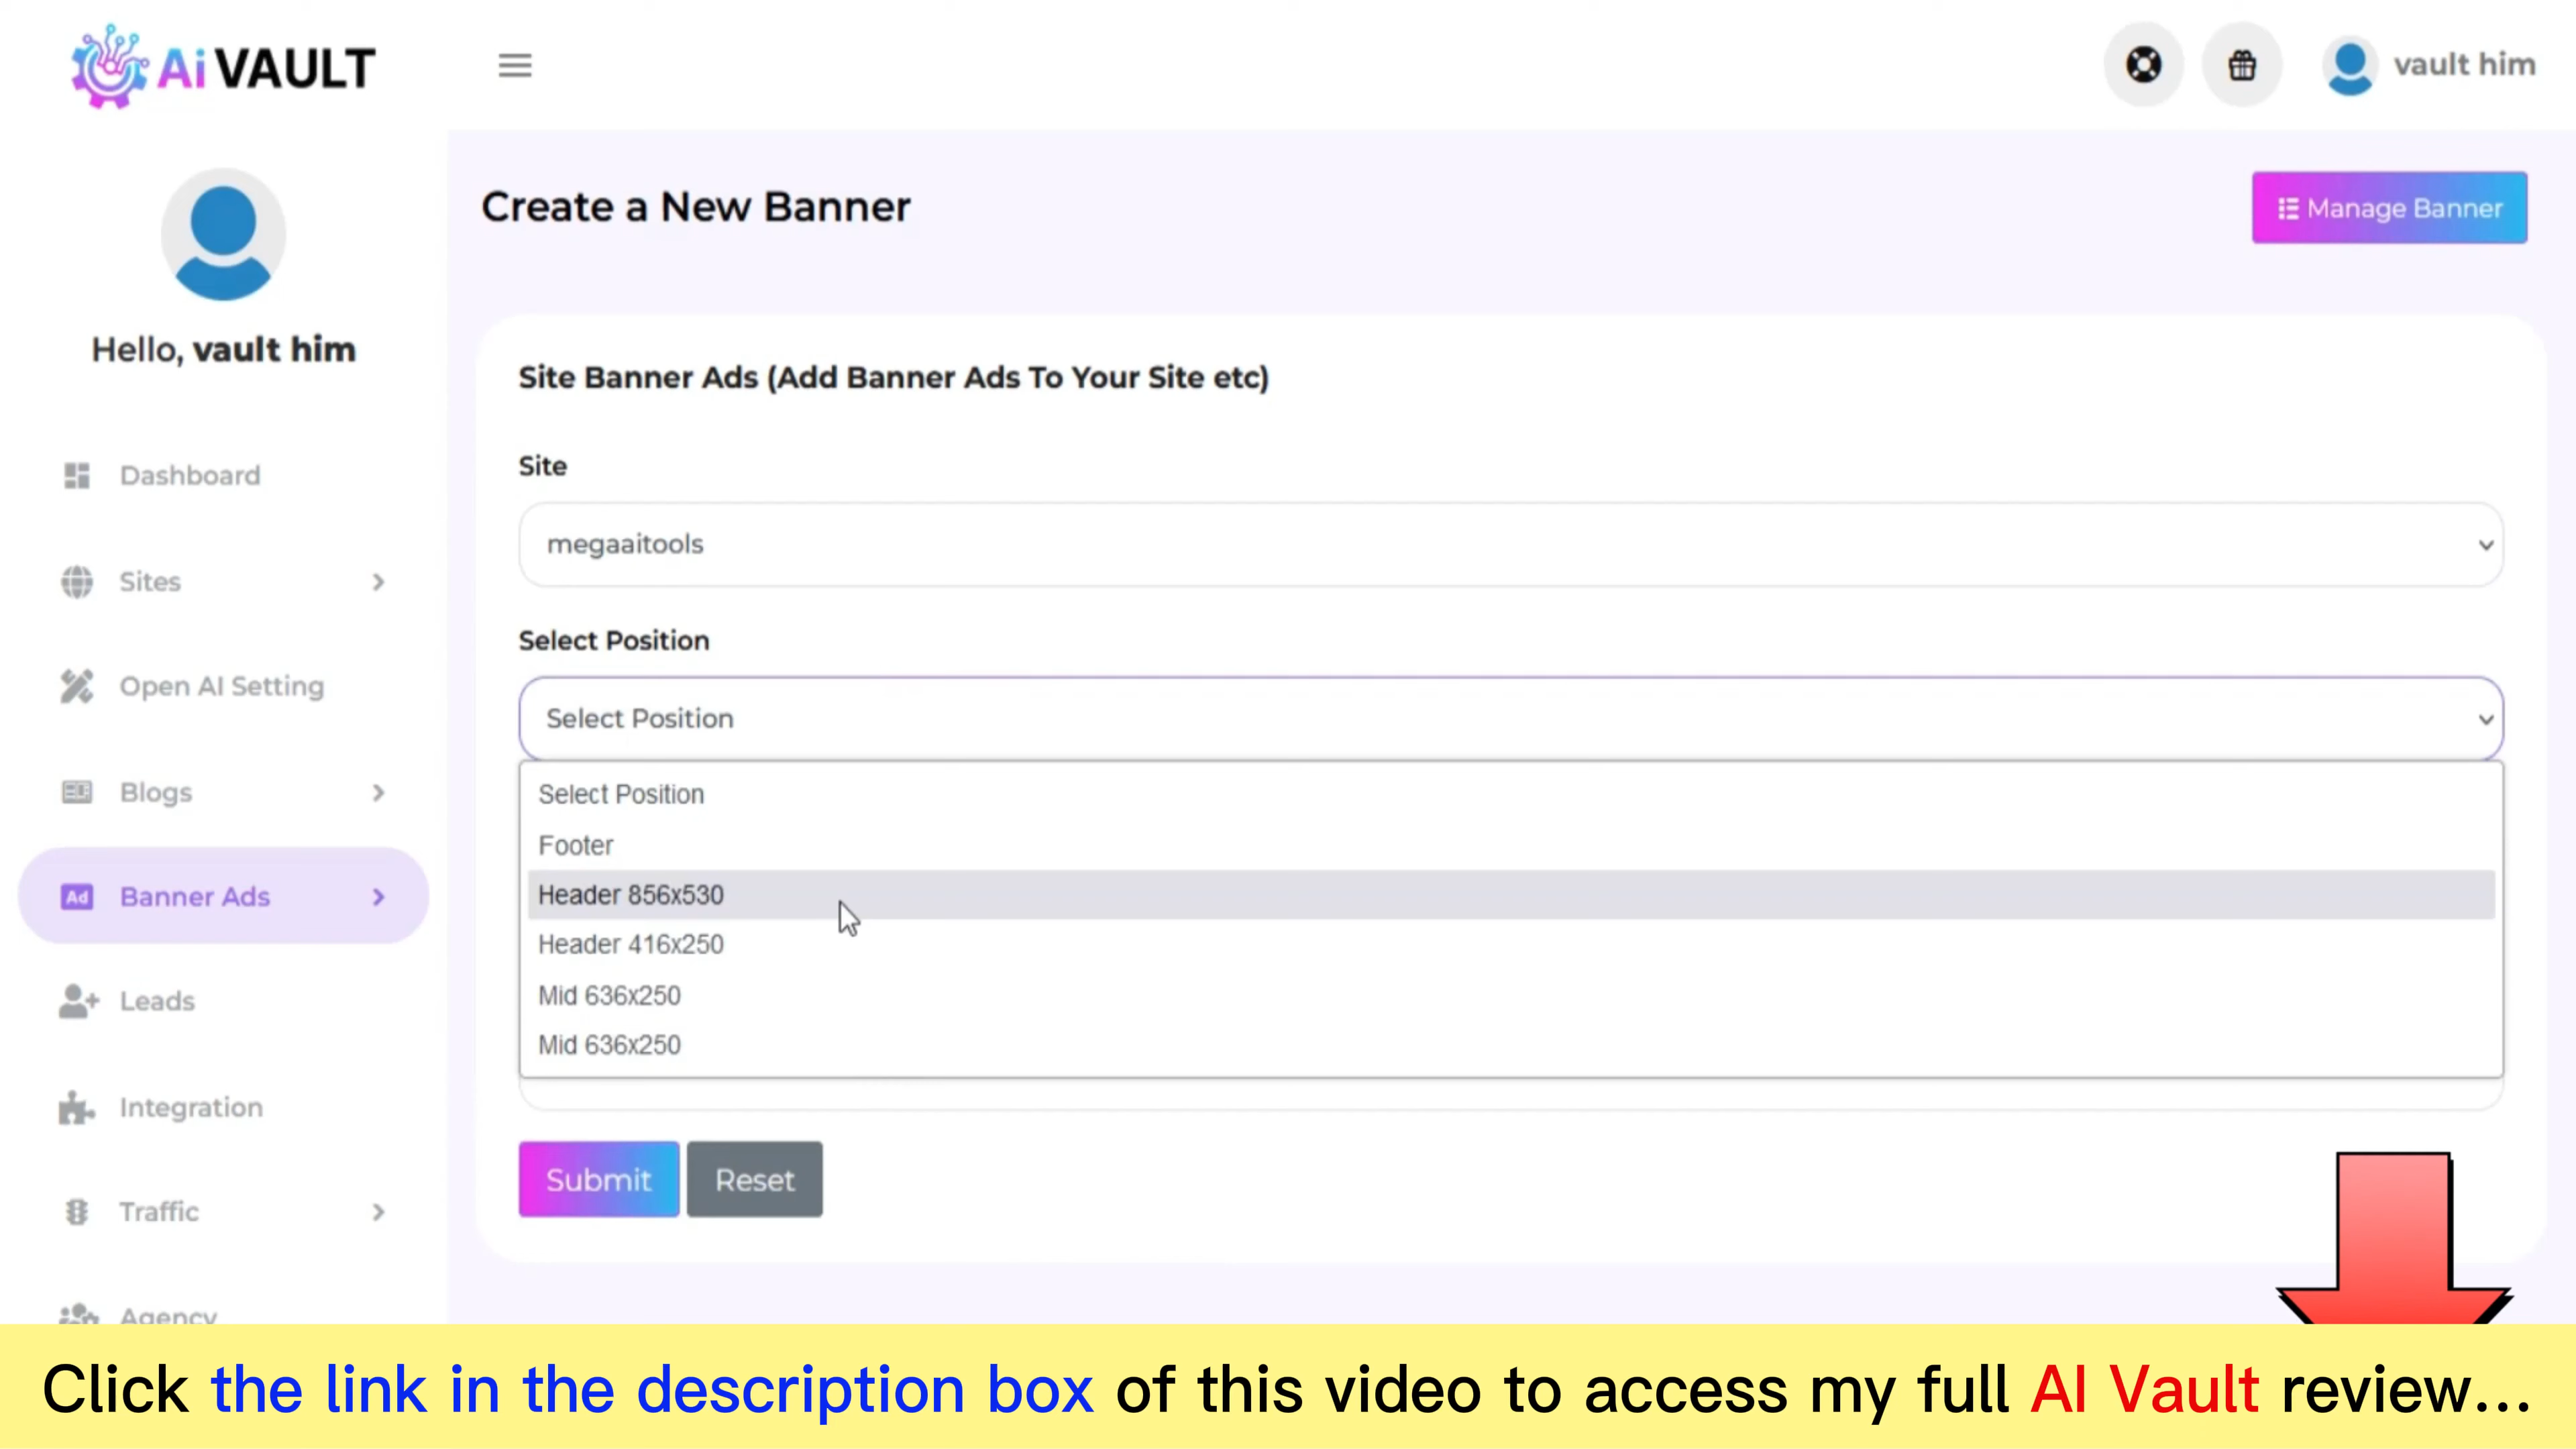 Ai VAULT
vault him
Hello, vault him
Dashboard
Sites
Open AI Setting
Blogs
Ad Banner Ads
Leads
Integration
Traffic
Agency
Create a New Banner
Manage Banner
Site Banner Ads (Add Banner Ads To Your Site etc)
Site
megaaitools
Select Position
Select Position
Select Position
Footer
Header 856x530
Header 416x250
Mid 636x250
Mid 636x250
Submit
Reset
Click the link in the description box of this video to access my full AI Vault review...